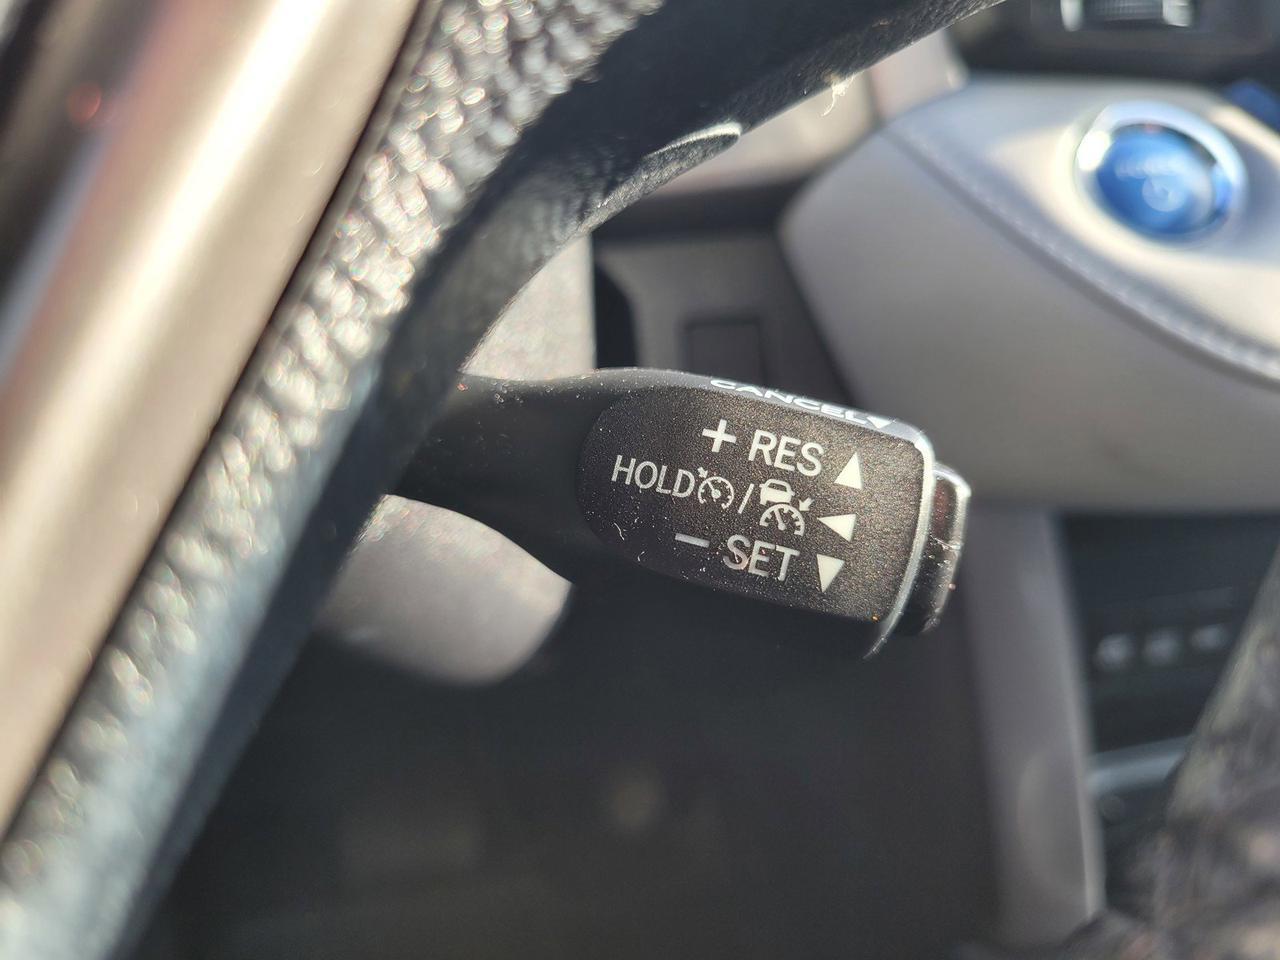 CANCEL▼
+ RES ▲
HOLD / ◀
− SET ▼